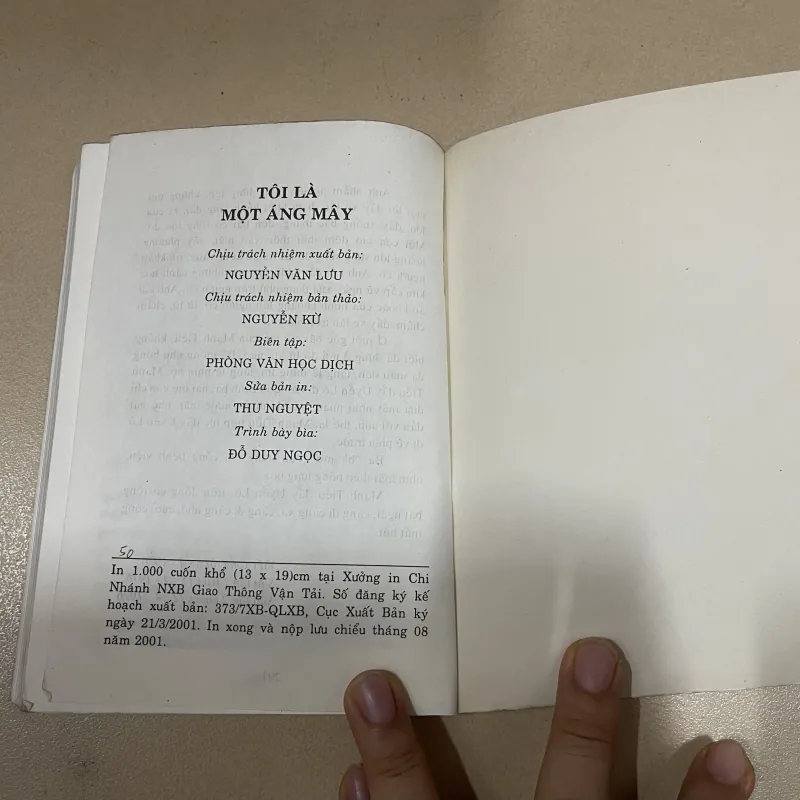 TÔI LÀ
MỘT ÁNG MÂY
Chịu trách nhiệm xuất bản:
NGUYỄN VĂN LƯU
Chịu trách nhiệm bản thảo:
NGUYỄN KỪ
Biên tập:
PHÒNG VĂN HỌC DỊCH
Sửa bản in:
THU NGUYỆT
Trình bày bìa:
ĐỖ DUY NGỌC
50
In 1.000 cuốn khổ (13 x 19)cm tại Xưởng in Chi
Nhánh NXB Giao Thông Vận Tải. Số đăng ký kế
hoạch xuất bản: 373/7XB-QLXB, Cục Xuất Bản ký
ngày 21/3/2001. In xong và nộp lưu chiểu tháng 08
năm 2001.